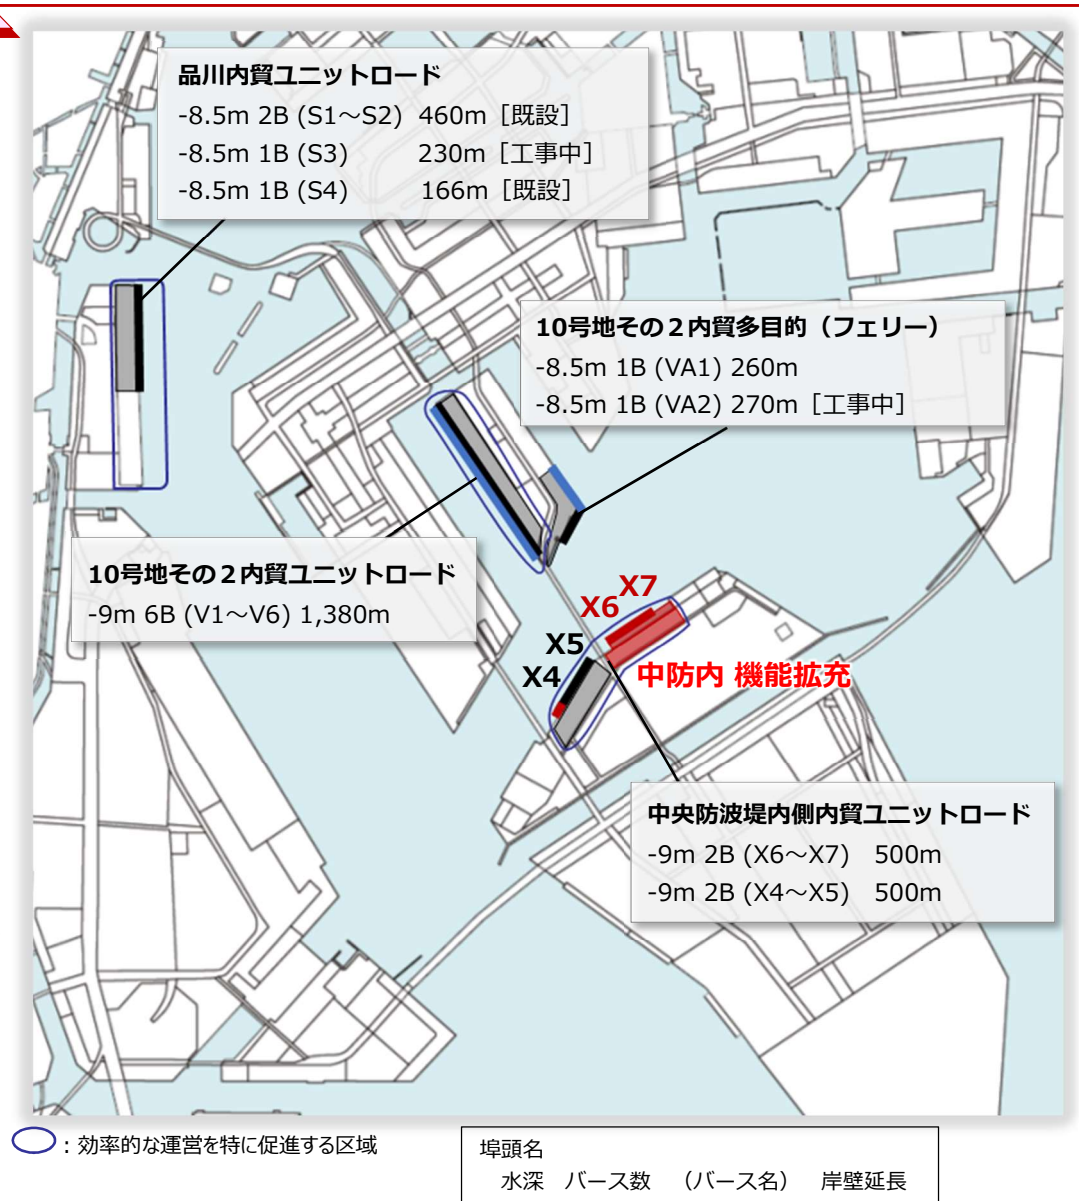 品川内貿ユニットロード
-8.5m 2B (S1～S2) 460m［既設］
-8.5m 1B (S3) 230m［工事中］
-8.5m 1B (S4) 166m［既設］
10号地その２内貿多目的（フェリー）
-8.5m 1B (VA1) 260m
-8.5m 1B (VA2) 270m［工事中］
10号地その２内貿ユニットロード
-9m 6B (V1～V6) 1,380m
X7
X6
X5
X4
中防内 機能拡充
中央防波堤内側内貿ユニットロード
-9m 2B (X6～X7) 500m
-9m 2B (X4～X5) 500m
：効率的な運営を特に促進する区域
埠頭名
水深 バース数 （バース名） 岸壁延長